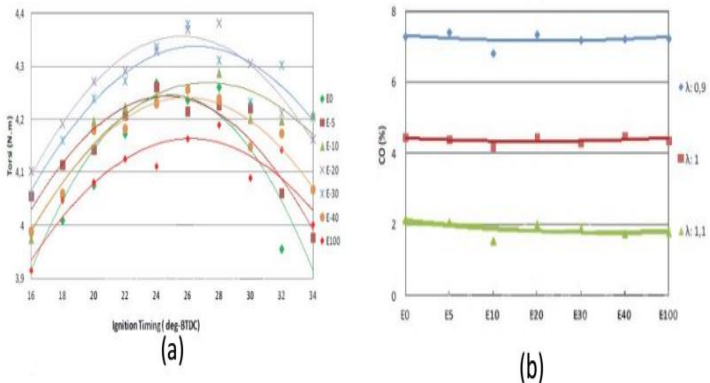 4,4
4,3
4,2
4,1
4
3,9
Torsi (N.m)
16 18 20 22 24 26 28 30 32 34
Ignition Timing ( deg-BTDC)
E0
E-5
E-10
E-20
E-30
E-40
E100
(a)
8
6
4
2
0
CO (%)
E0 E5 E10 E20 E30 E40 E100
λ: 0,9
λ: 1
λ: 1,1
(b)